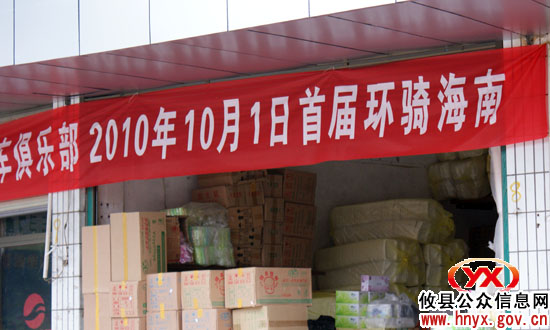 车俱乐部 2010年10月1日首届环骑海南
YX
攸县公众信息网
www.hnyx.gov.cn